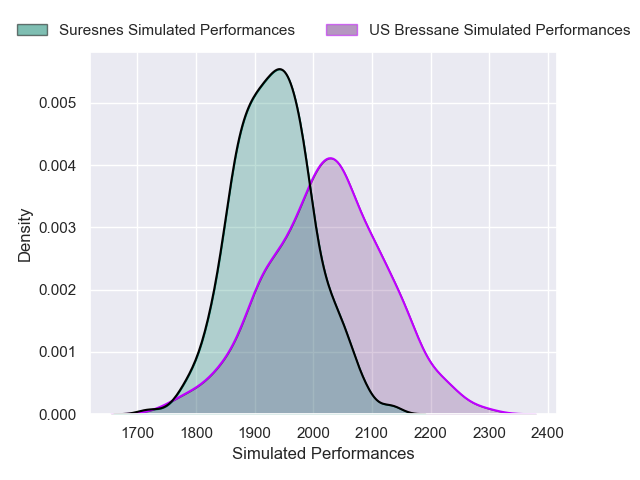 Suresnes Simulated Performances
US Bressane Simulated Performances
0.005
0.004
0.003
0.002
0.001
0.000
Density
1700 1800 1900 2000 2100 2200 2300 2400
Simulated Performances